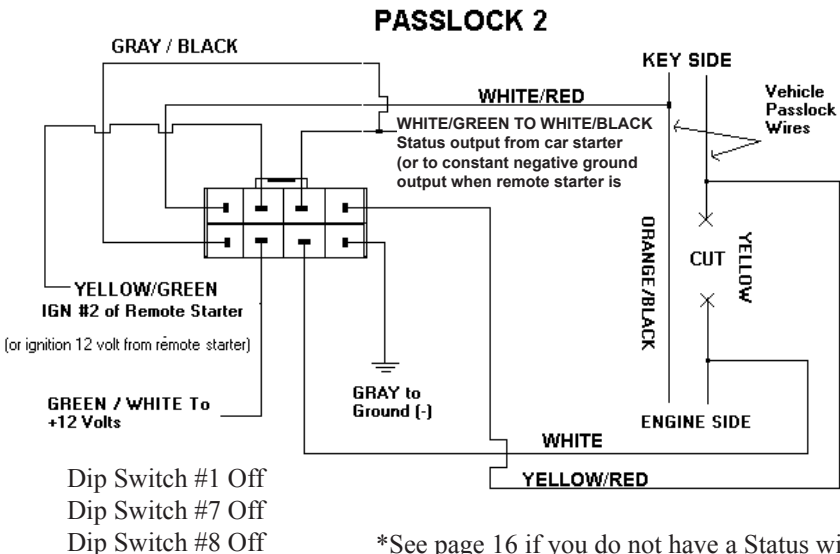 PASSLOCK 2
GRAY / BLACK
KEY SIDE
WHITE/RED
Vehicle
Passlock
Wires
WHITE/GREEN TO WHITE/BLACK
Status output from car starter
(or to constant negative ground
output when remote starter is
ORANGE/BLACK
YELLOW
CUT
YELLOW/GREEN
IGN #2 of Remote Starter
(or ignition 12 volt from remote starter)
GRAY to
Ground (-)
GREEN / WHITE To
+12 Volts
ENGINE SIDE
WHITE
YELLOW/RED
Dip Switch #1 Off
Dip Switch #7 Off
Dip Switch #8 Off
*See page 16 if you do not have a Status